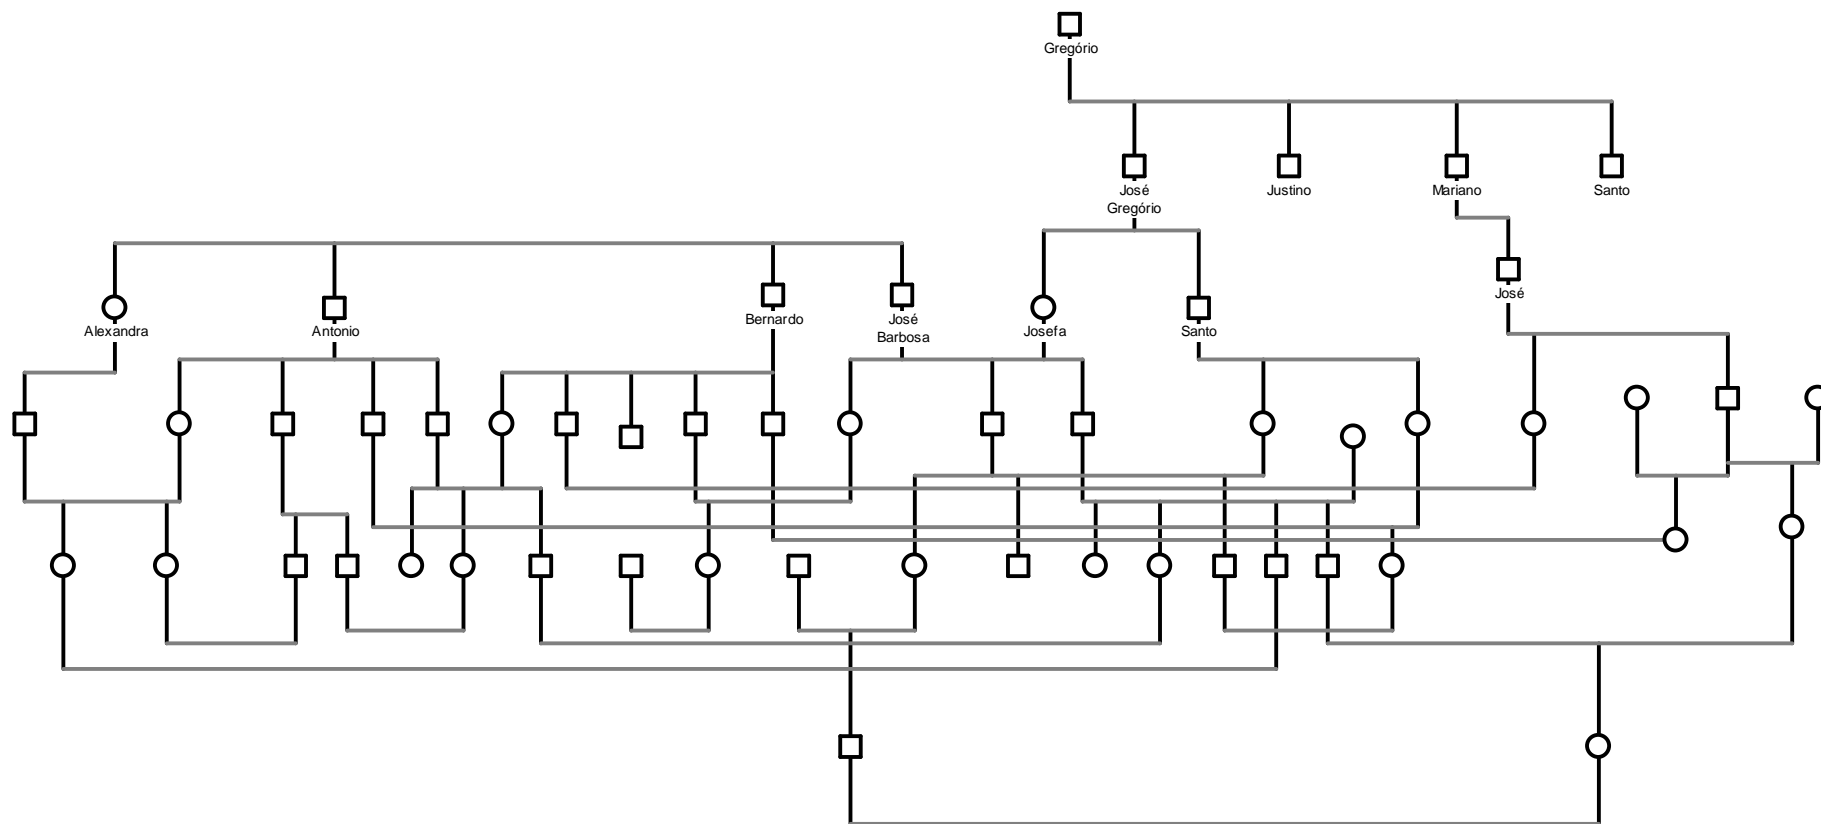 Gregório
José
Gregório
Justino
Mariano
Santo
José
Alexandra
Antonio
Bernardo
José
Barbosa
Josefa
Santo